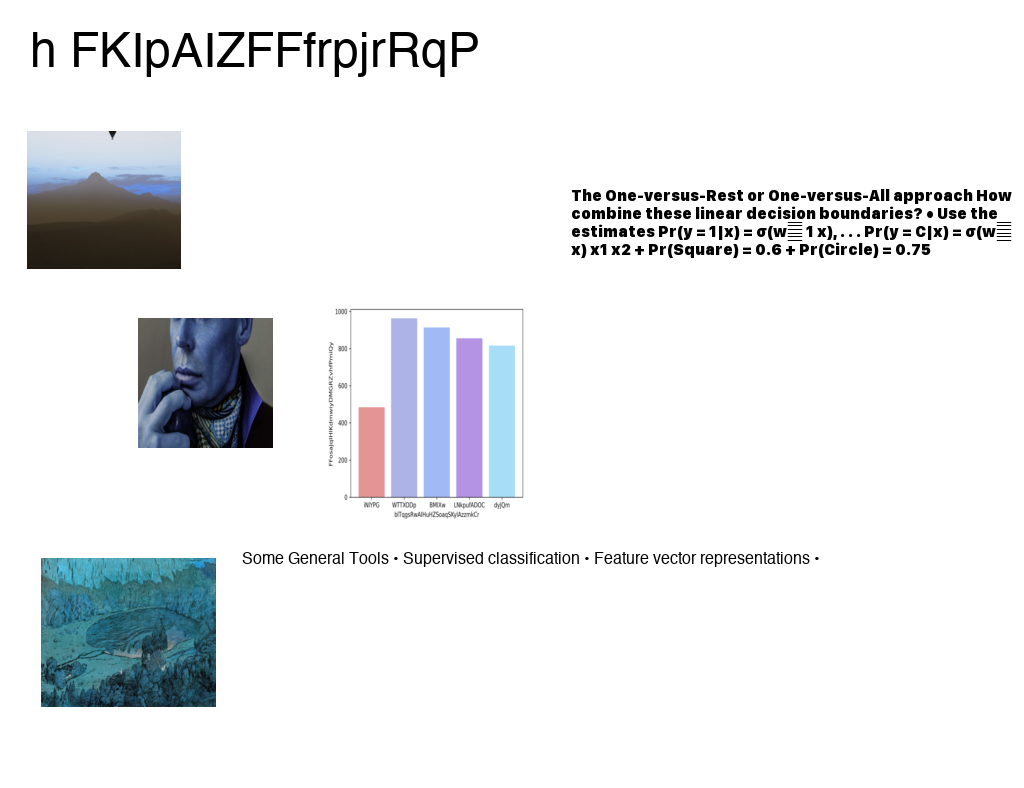 h FKIpAIZFFfrpjrRqP
The One-versus-Rest or One-versus-All approach How
combine these linear decision boundaries? • Use the
estimates Pr(y = 1|x) = σ(w 1 x), . . . Pr(y = C|x) = σ(w
x) x1 x2 + Pr(Square) = 0.6 + Pr(Circle) = 0.75
1000
800
600
400
200
0
iNIYPG WTTXODp BMIXw LNkpufADOC dyJQm
Some General Tools • Supervised classification • Feature vector representations •